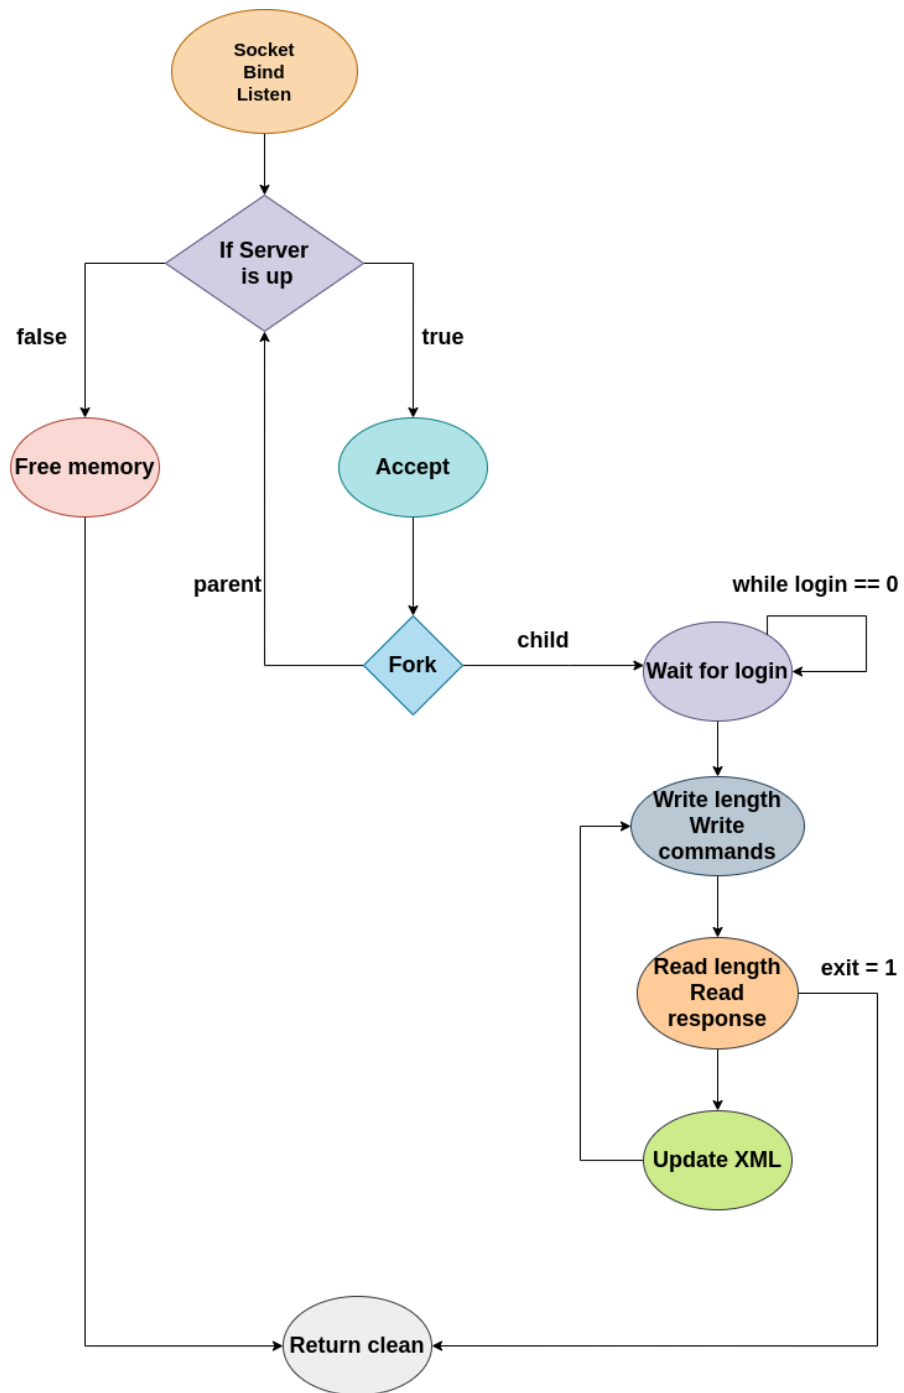 Socket
Bind
Listen
If Server
is up
false
true
Free memory
Accept
parent
while login == 0
child
Fork
Wait for login
Write length
Write
commands
Read length
Read
response
exit = 1
Update XML
Return clean